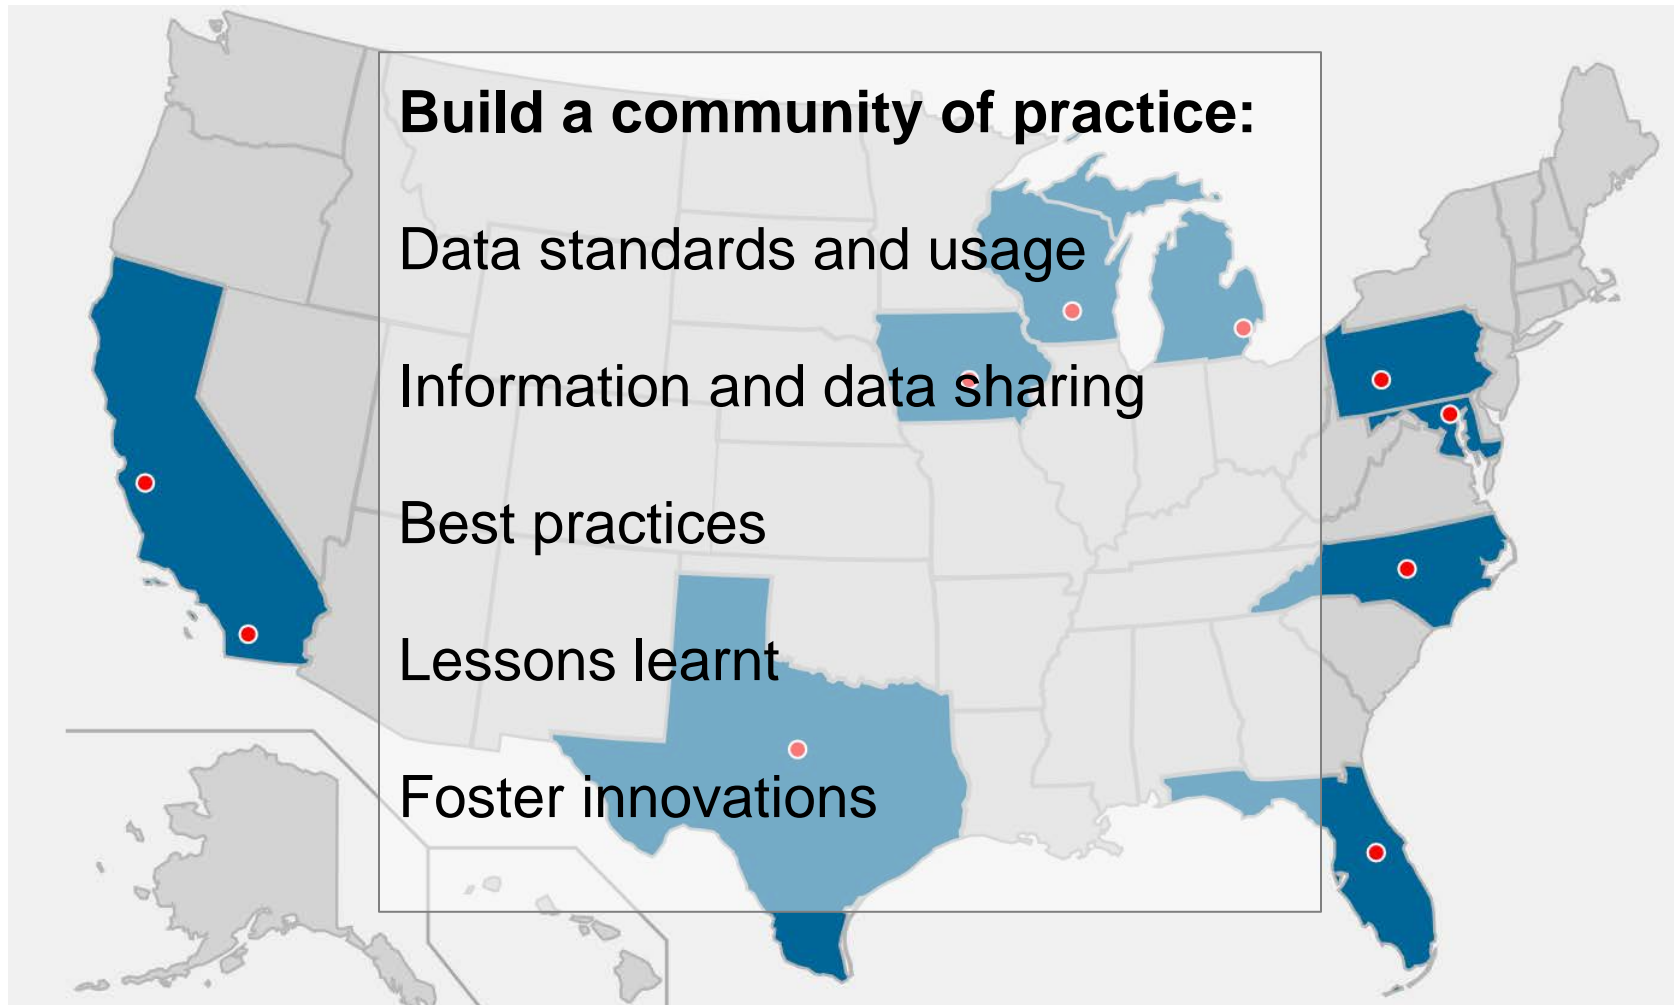 Build a community of practice:
Data standards and usage
Information and data sharing
Best practices
Lessons learnt
Foster innovations